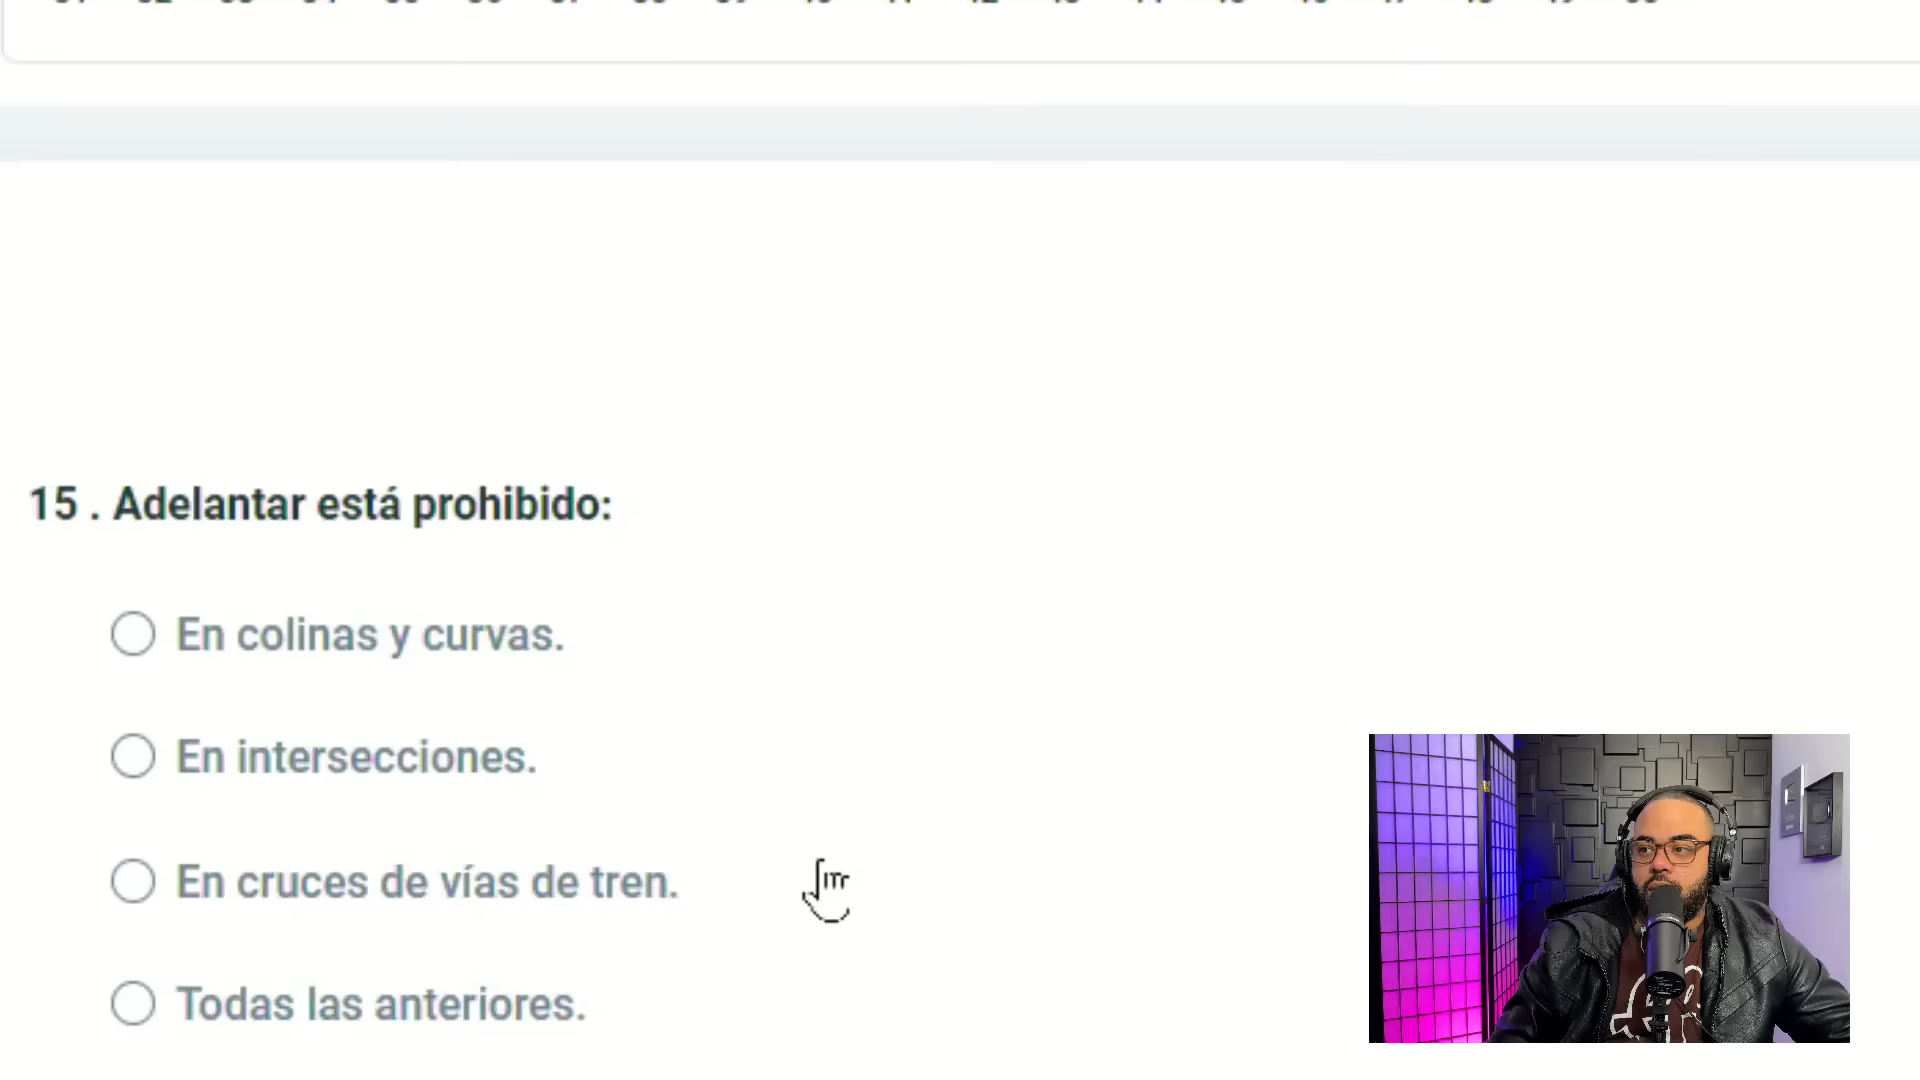 15 . Adelantar está prohibido:
En colinas y curvas.
En intersecciones.
En cruces de vías de tren.
Todas las anteriores.